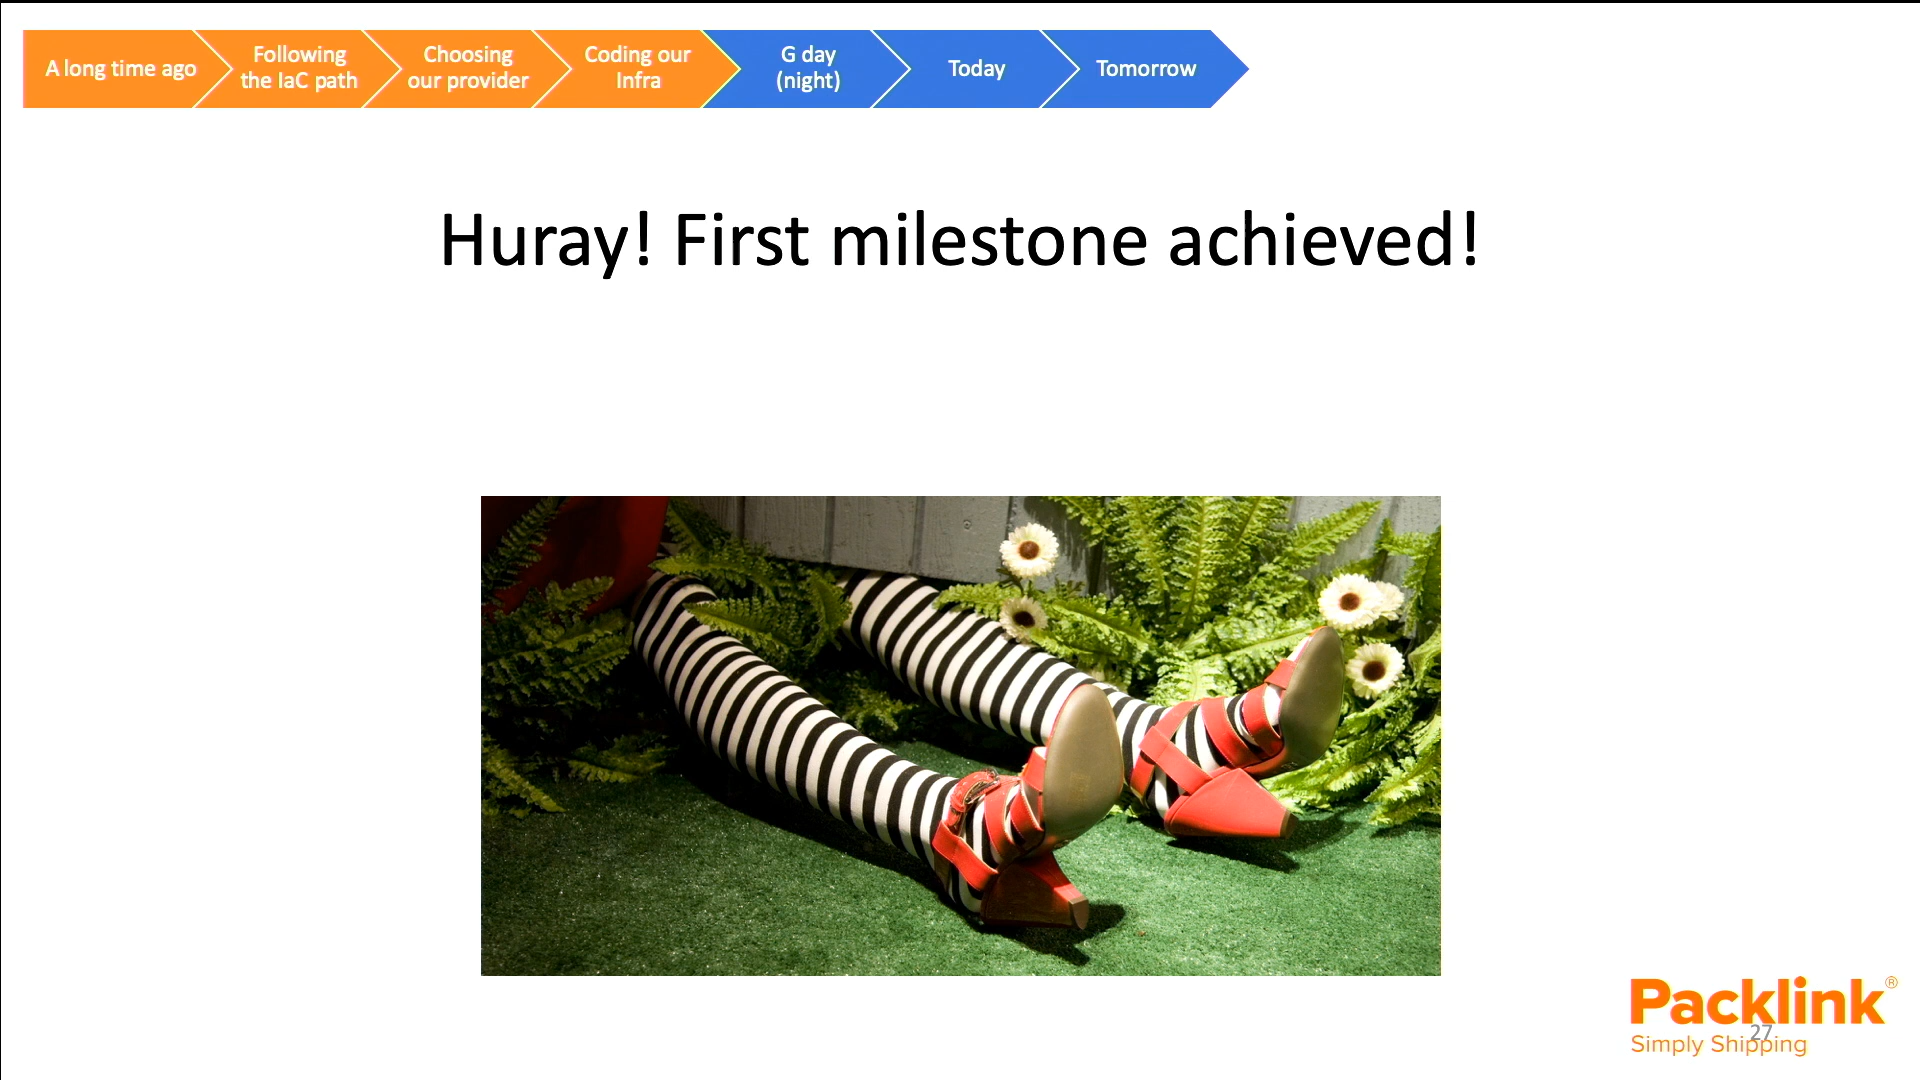 A long time ago
Following
the IaC path
Choosing
our provider
Coding our
Infra
G day
(night)
Today
Tomorrow
Huray! First milestone achieved!
Packlink®
27
Simply Shipping